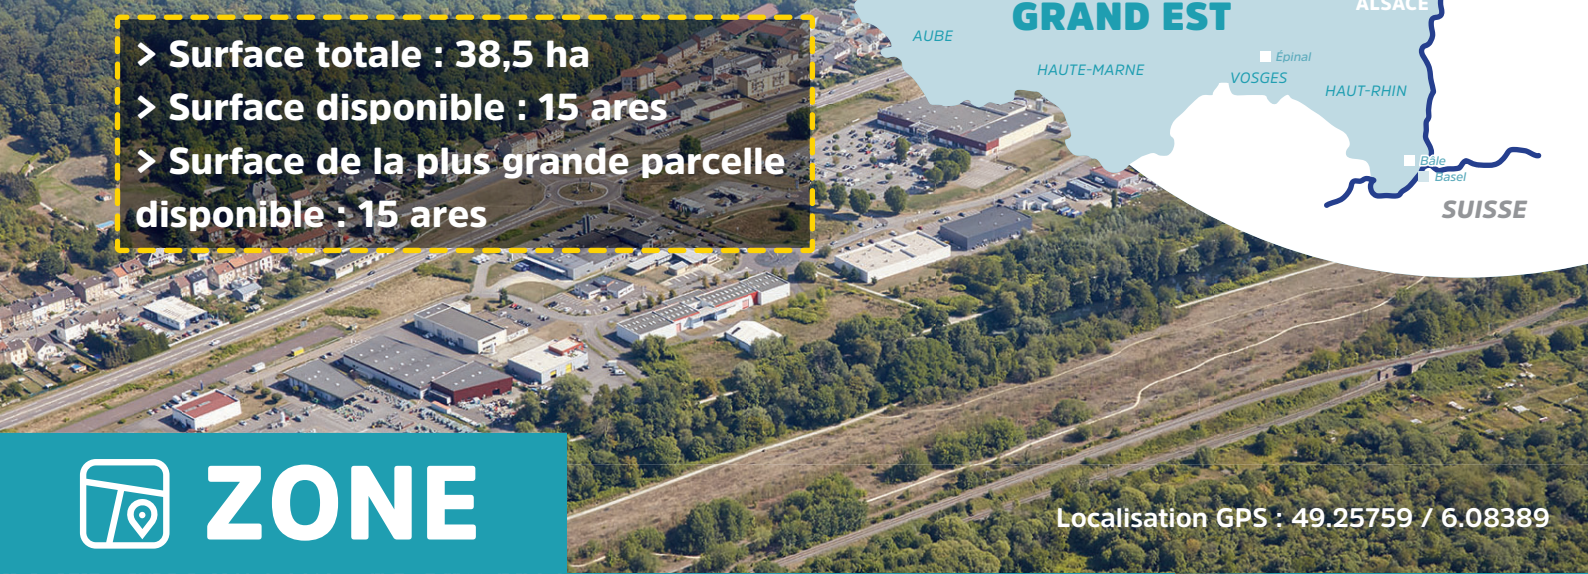 > Surface totale : 38,5 ha
> Surface disponible : 15 ares
> Surface de la plus grande parcelle
disponible : 15 ares
ALSACE
GRAND EST
AUBE
Épinal
HAUTE-MARNE
VOSGES
HAUT-RHIN
Bâle
Basel
SUISSE
ZONE
Localisation GPS : 49.25759 / 6.08389